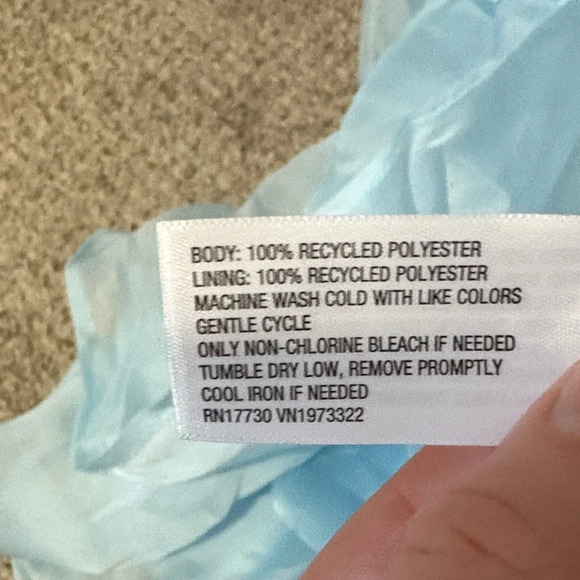 BODY: 100% RECYCLED POLYESTER
LINING: 100% RECYCLED POLYESTER
MACHINE WASH COLD WITH LIKE COLORS
GENTLE CYCLE
ONLY NON-CHLORINE BLEACH IF NEEDED
TUMBLE DRY LOW, REMOVE PROMPTLY
COOL IRON IF NEEDED
RN17730 VN1973322